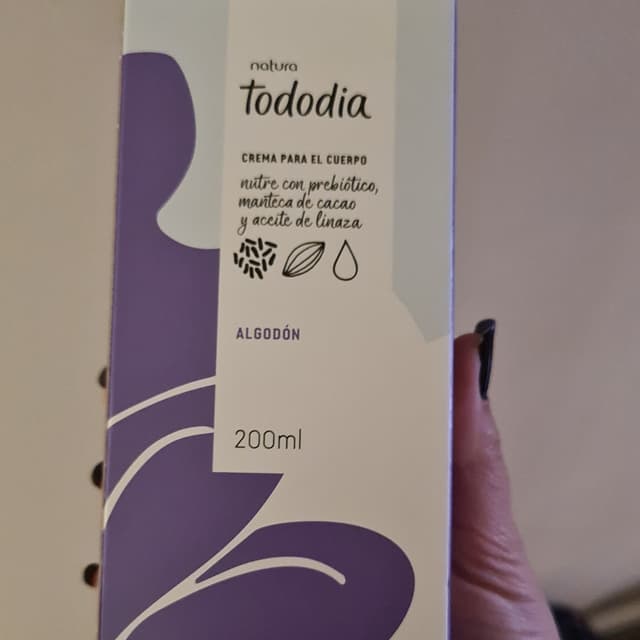 natura
tododia
CREMA PARA EL CUERPO
nutre con prebiótico,
manteca de cacao
y aceite de linaza
ALGODÓN
200ml